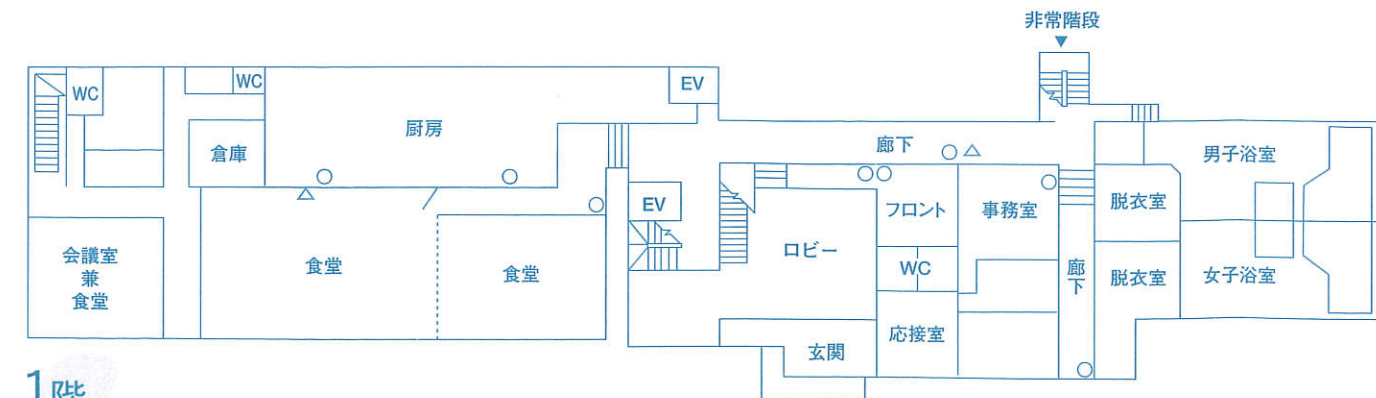 非常階段
WC
WC
EV
厨房
倉庫
廊下
男子浴室
EV
フロント
事務室
脱衣室
会議室
兼
食堂
食堂
食堂
ロビー
WC
廊
下
脱衣室
女子浴室
玄関
応接室
1階